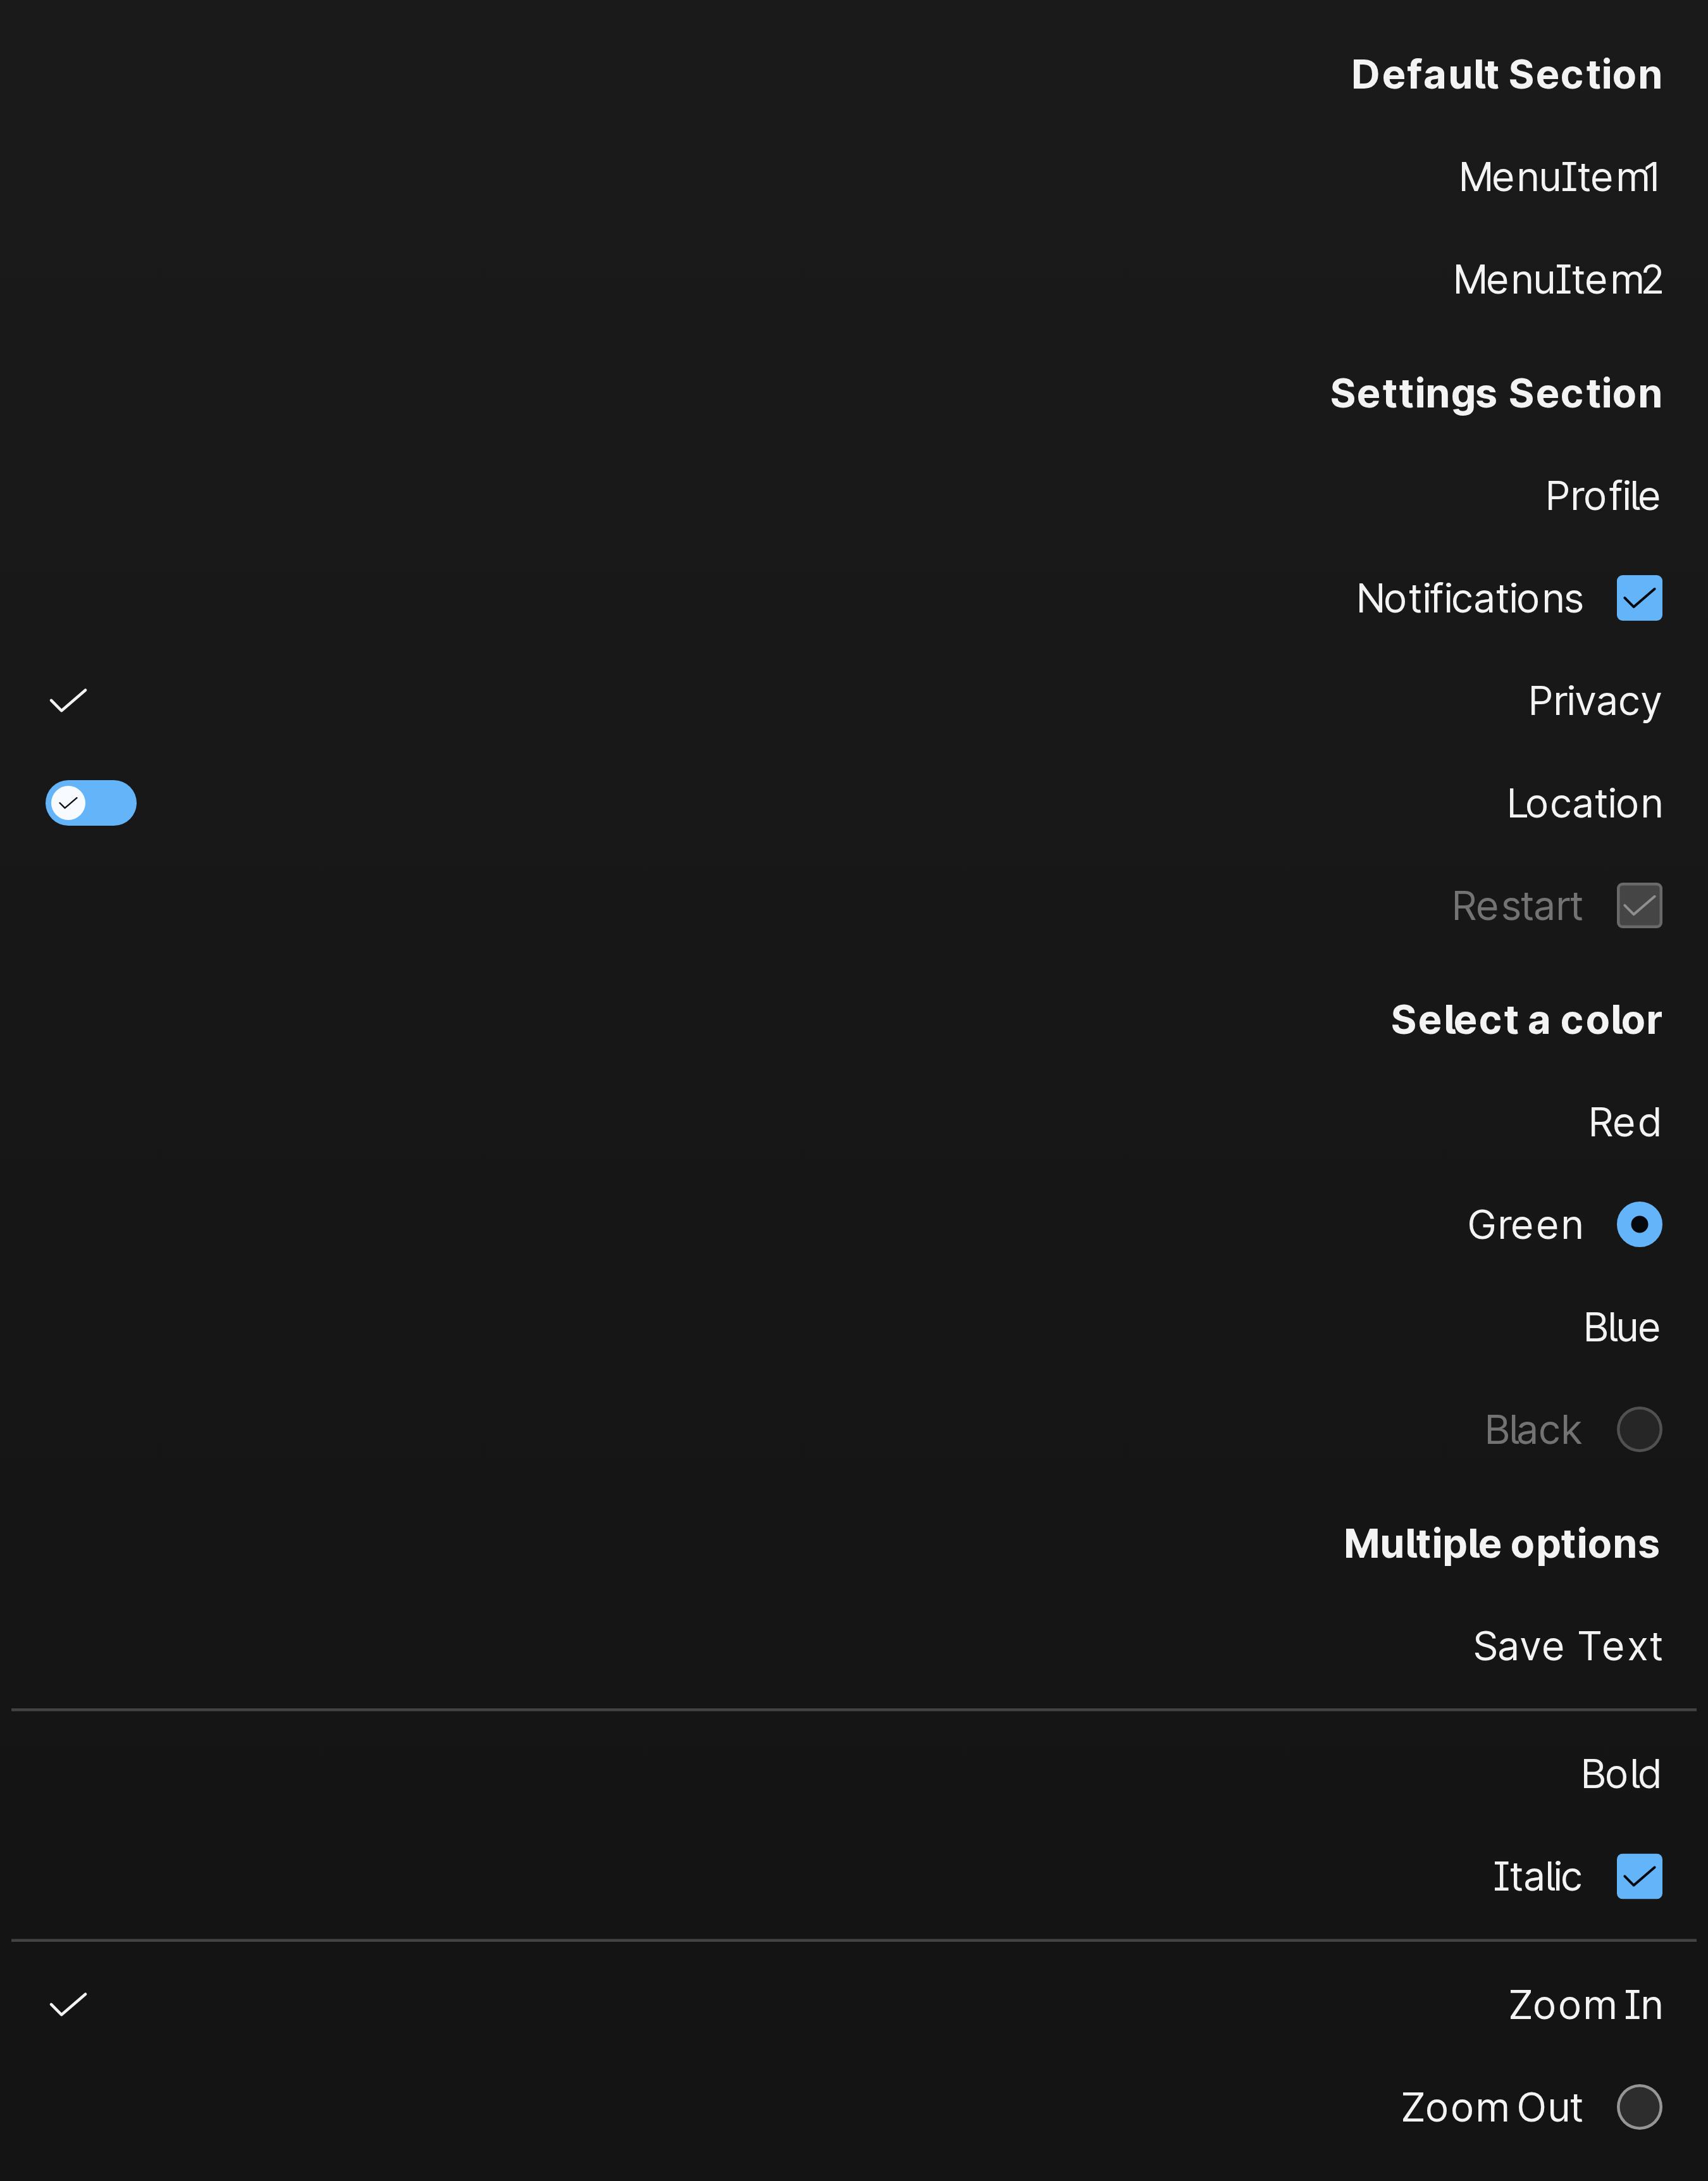 Default Section
MenuItem1
MenuItem2
Settings Section
Profile
Notifications
Privacy
Location
Restart
Select a color
Red
Green
Blue
Black
Multiple options
Save Text
Bold
Italic
Zoom In
Zoom Out